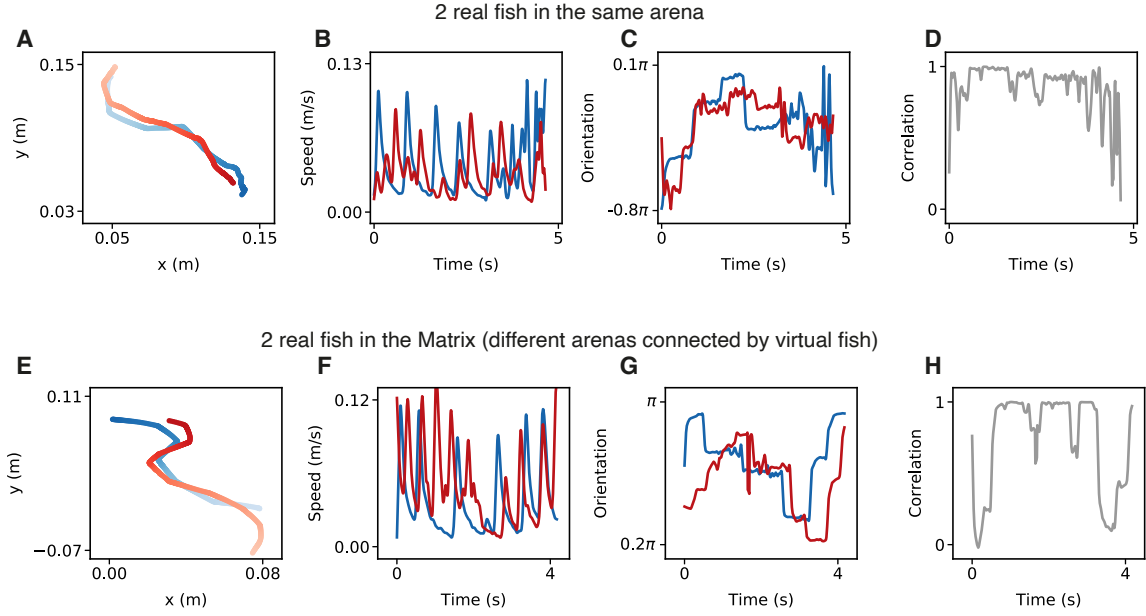 2 real fish in the same arena
A
B
C
D
0.15
0.03
y (m)
0.05
0.15
x (m)
0.13
0.00
Speed (m/s)
0
5
Time (s)
0.1π
-0.8π
Orientation
0
5
Time (s)
1
0
Correlation
0
5
Time (s)
2 real fish in the Matrix (different arenas connected by virtual fish)
E
F
G
H
0.11
−0.07
y (m)
0.00
0.08
x (m)
0.12
0.00
Speed (m/s)
0
4
Time (s)
π
0.2π
Orientation
0
4
Time (s)
1
0
Correlation
0
4
Time (s)